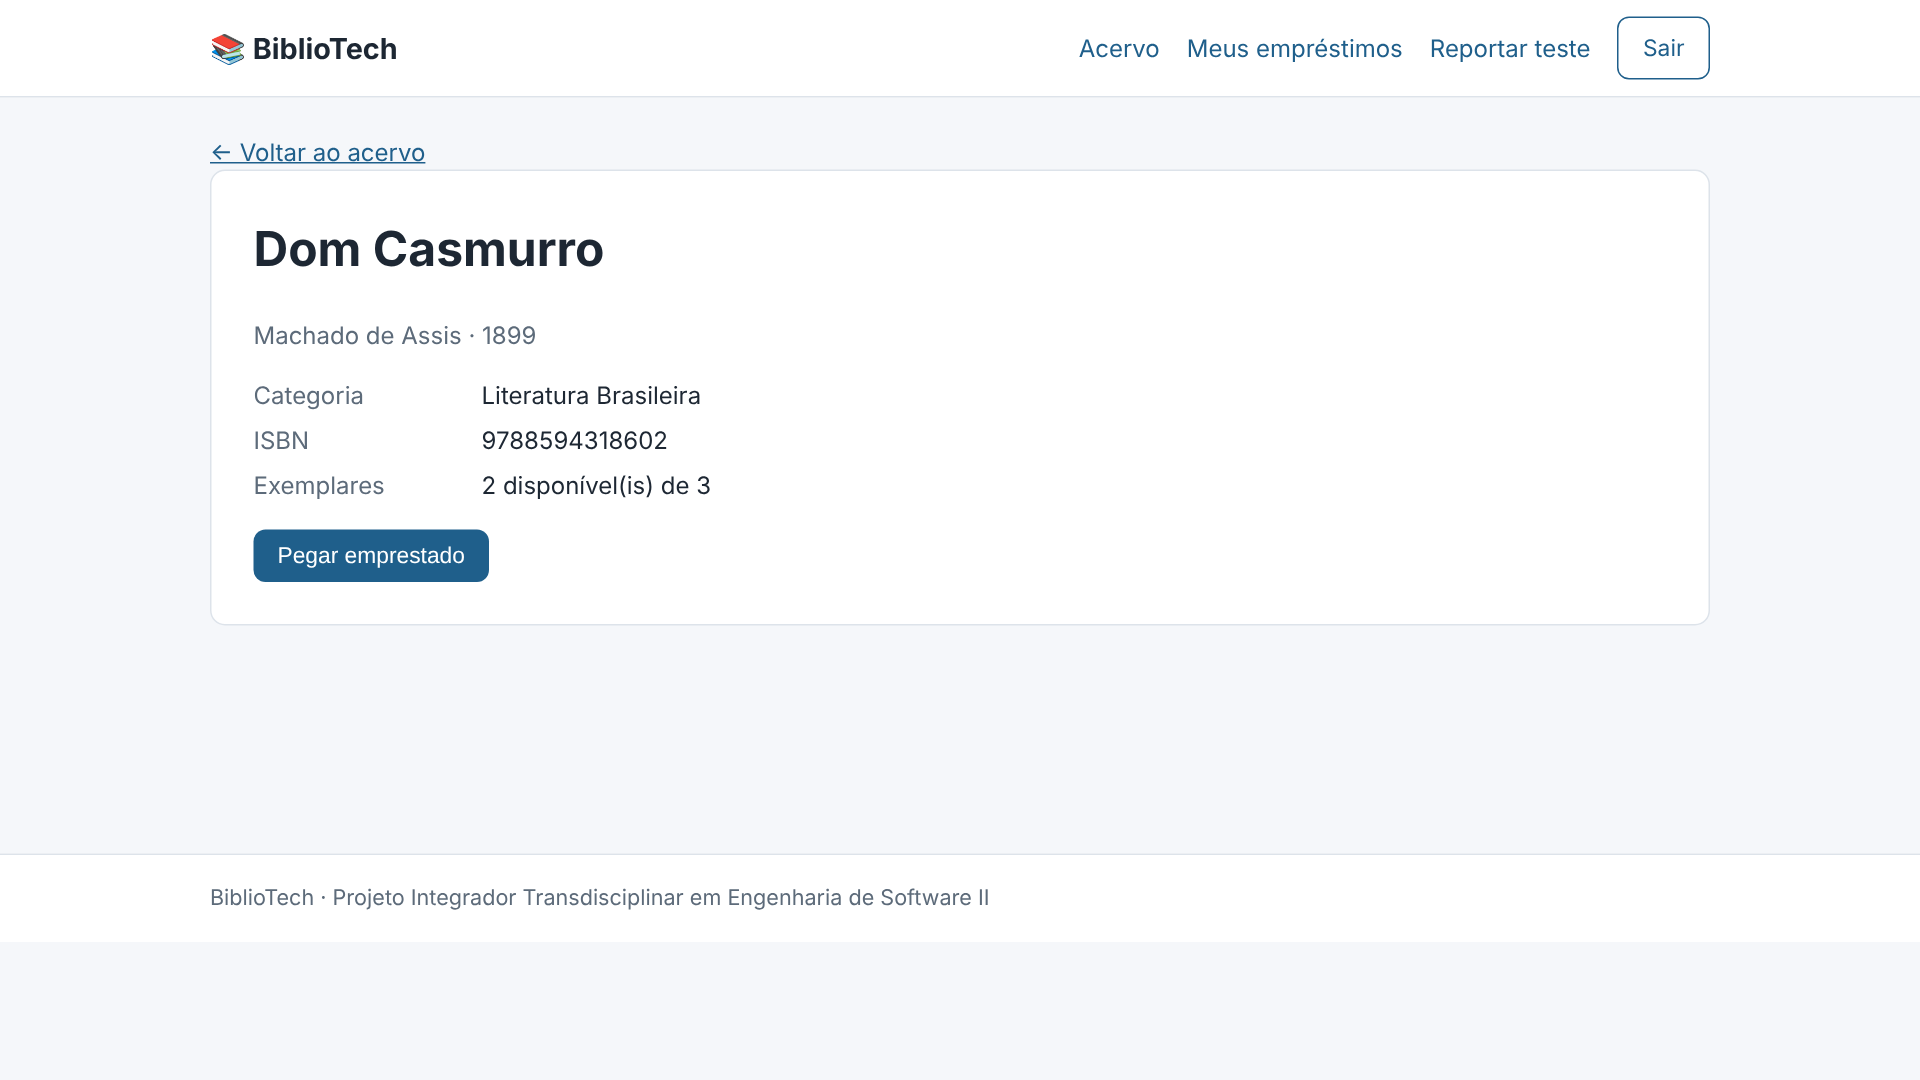 BiblioTech
Acervo Meus empréstimos Reportar teste Sair
← Voltar ao acervo
Dom Casmurro
Machado de Assis · 1899
Categoria Literatura Brasileira
ISBN 9788594318602
Exemplares 2 disponível(is) de 3
Pegar emprestado
BiblioTech · Projeto Integrador Transdisciplinar em Engenharia de Software II